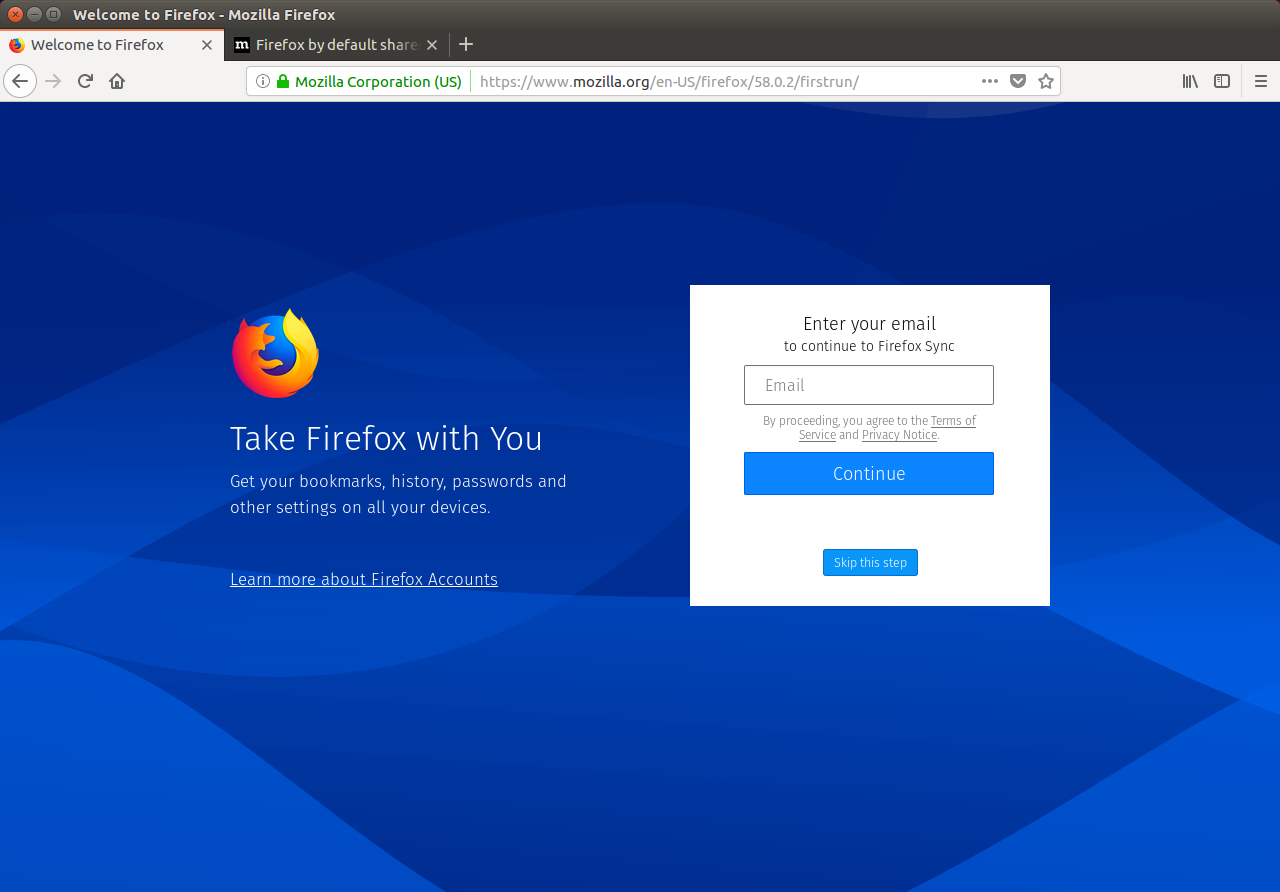 Welcome to Firefox - Mozilla Firefox
Welcome to Firefox
m Firefox by default share
Mozilla Corporation (US) https://www.mozilla.org/en-US/firefox/58.0.2/firstrun/
Take Firefox with You
Get your bookmarks, history, passwords and
other settings on all your devices.
Learn more about Firefox Accounts
Enter your email
to continue to Firefox Sync
Email
By proceeding, you agree to the Terms of
Service and Privacy Notice.
Continue
Skip this step